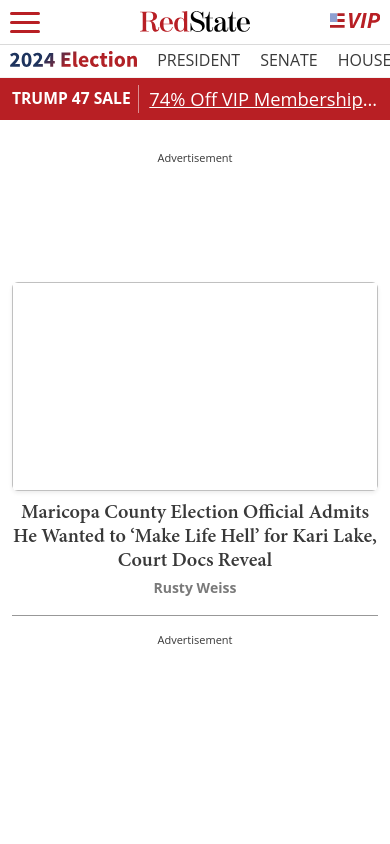 RedState
VIP
2024 Election PRESIDENT SENATE HOUSE
TRUMP 47 SALE 74% Off VIP Membership...
Advertisement
Maricopa County Election Official Admits
He Wanted to ‘Make Life Hell’ for Kari Lake,
Court Docs Reveal
Rusty Weiss
Advertisement